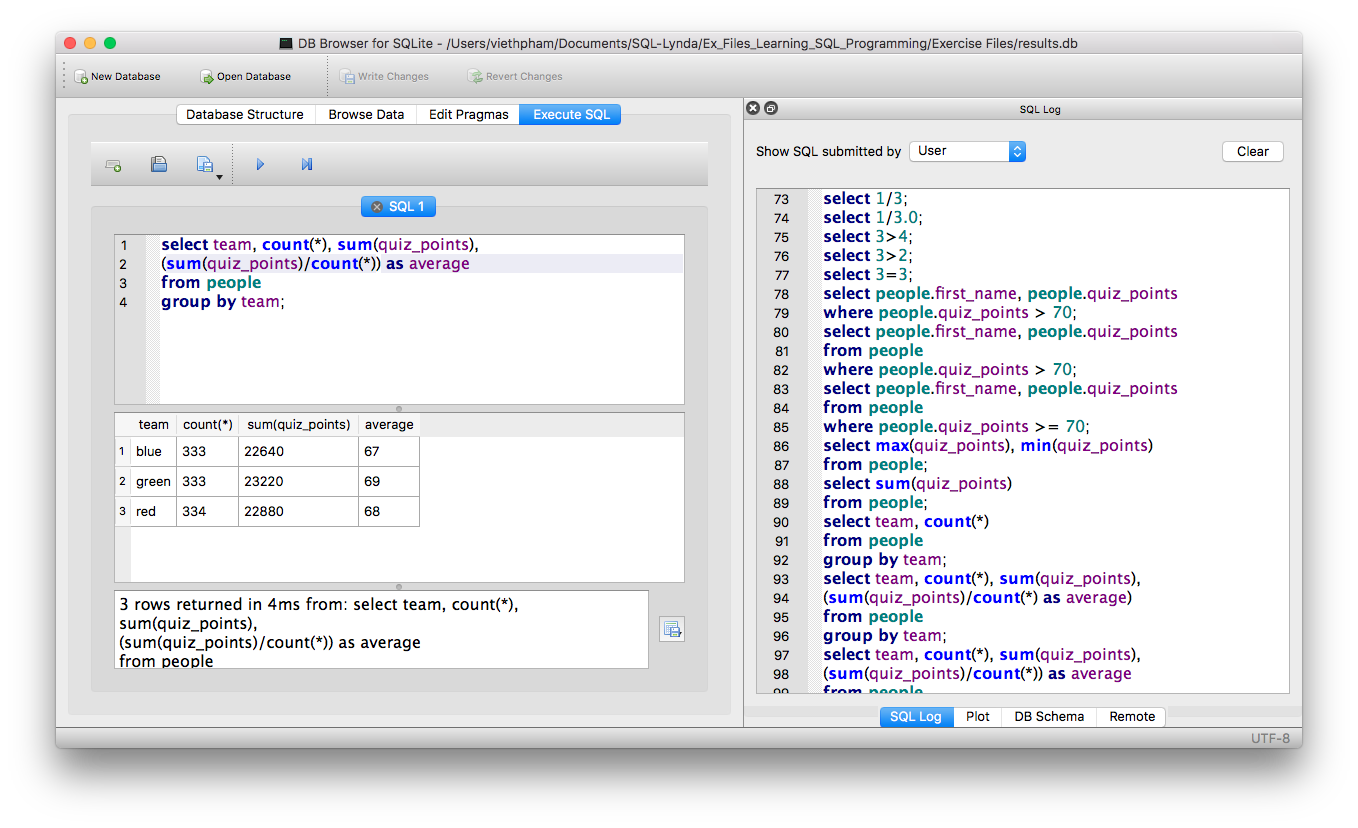 DB Browser for SQLite - /Users/viethpham/Documents/SQL-Lynda/Ex_Files_Learning_SQL_Programming/Exercise Files/results.db
New Database Open Database Write Changes Revert Changes
Database Structure Browse Data Edit Pragmas Execute SQL
SQL 1
1 select team, count(*), sum(quiz_points),
2 (sum(quiz_points)/count(*)) as average
3 from people
4 group by team;
team count(*) sum(quiz_points) average
1 blue 333 22640 67
2 green 333 23220 69
3 red 334 22880 68
3 rows returned in 4ms from: select team, count(*),
sum(quiz_points),
(sum(quiz_points)/count(*)) as average
from people
SQL Log
Show SQL submitted by User Clear
73 select 1/3;
74 select 1/3.0;
75 select 3>4;
76 select 3>2;
77 select 3=3;
78 select people.first_name, people.quiz_points
79 where people.quiz_points > 70;
80 select people.first_name, people.quiz_points
81 from people
82 where people.quiz_points > 70;
83 select people.first_name, people.quiz_points
84 from people
85 where people.quiz_points >= 70;
86 select max(quiz_points), min(quiz_points)
87 from people;
88 select sum(quiz_points)
89 from people;
90 select team, count(*)
91 from people
92 group by team;
93 select team, count(*), sum(quiz_points),
94 (sum(quiz_points)/count(*) as average)
95 from people
96 group by team;
97 select team, count(*), sum(quiz_points),
98 (sum(quiz_points)/count(*)) as average
99 from people
SQL Log Plot DB Schema Remote
UTF-8